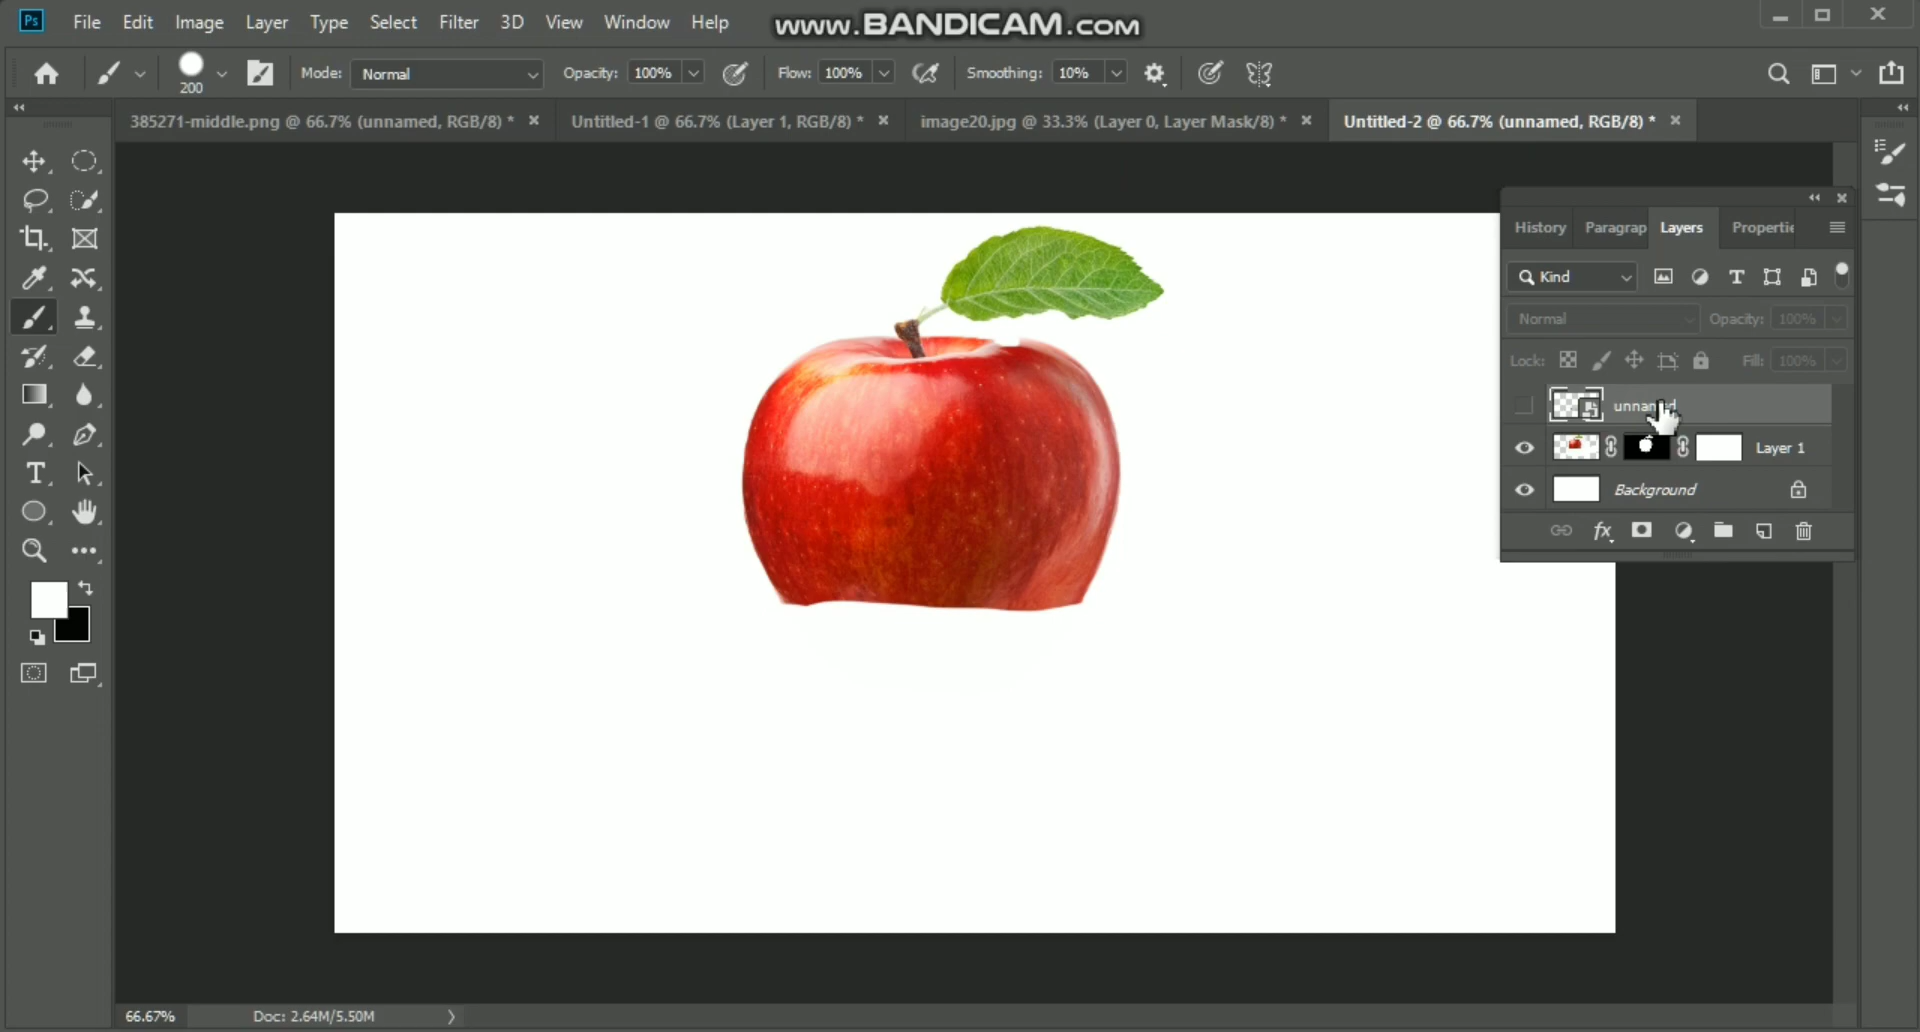 Ps File Edit Image Layer Type Select Filter 3D View Window Help
www.BANDICAM.com
200 Mode: Normal Opacity: 100% Flow: 100% Smoothing: 10%
385271-middle.png @ 66.7% (unnamed, RGB/8) * Untitled-1 @ 66.7% (Layer 1, RGB/8) * image20.jpg @ 33.3% (Layer 0, Layer Mask/8) * Untitled-2 @ 66.7% (unnamed, RGB/8) *
History Paragrap Layers Properti
Kind
Normal Opacity: 100%
Lock: Fill: 100%
Layer 1
Background
fx
66.67% Doc: 2.64M/5.50M